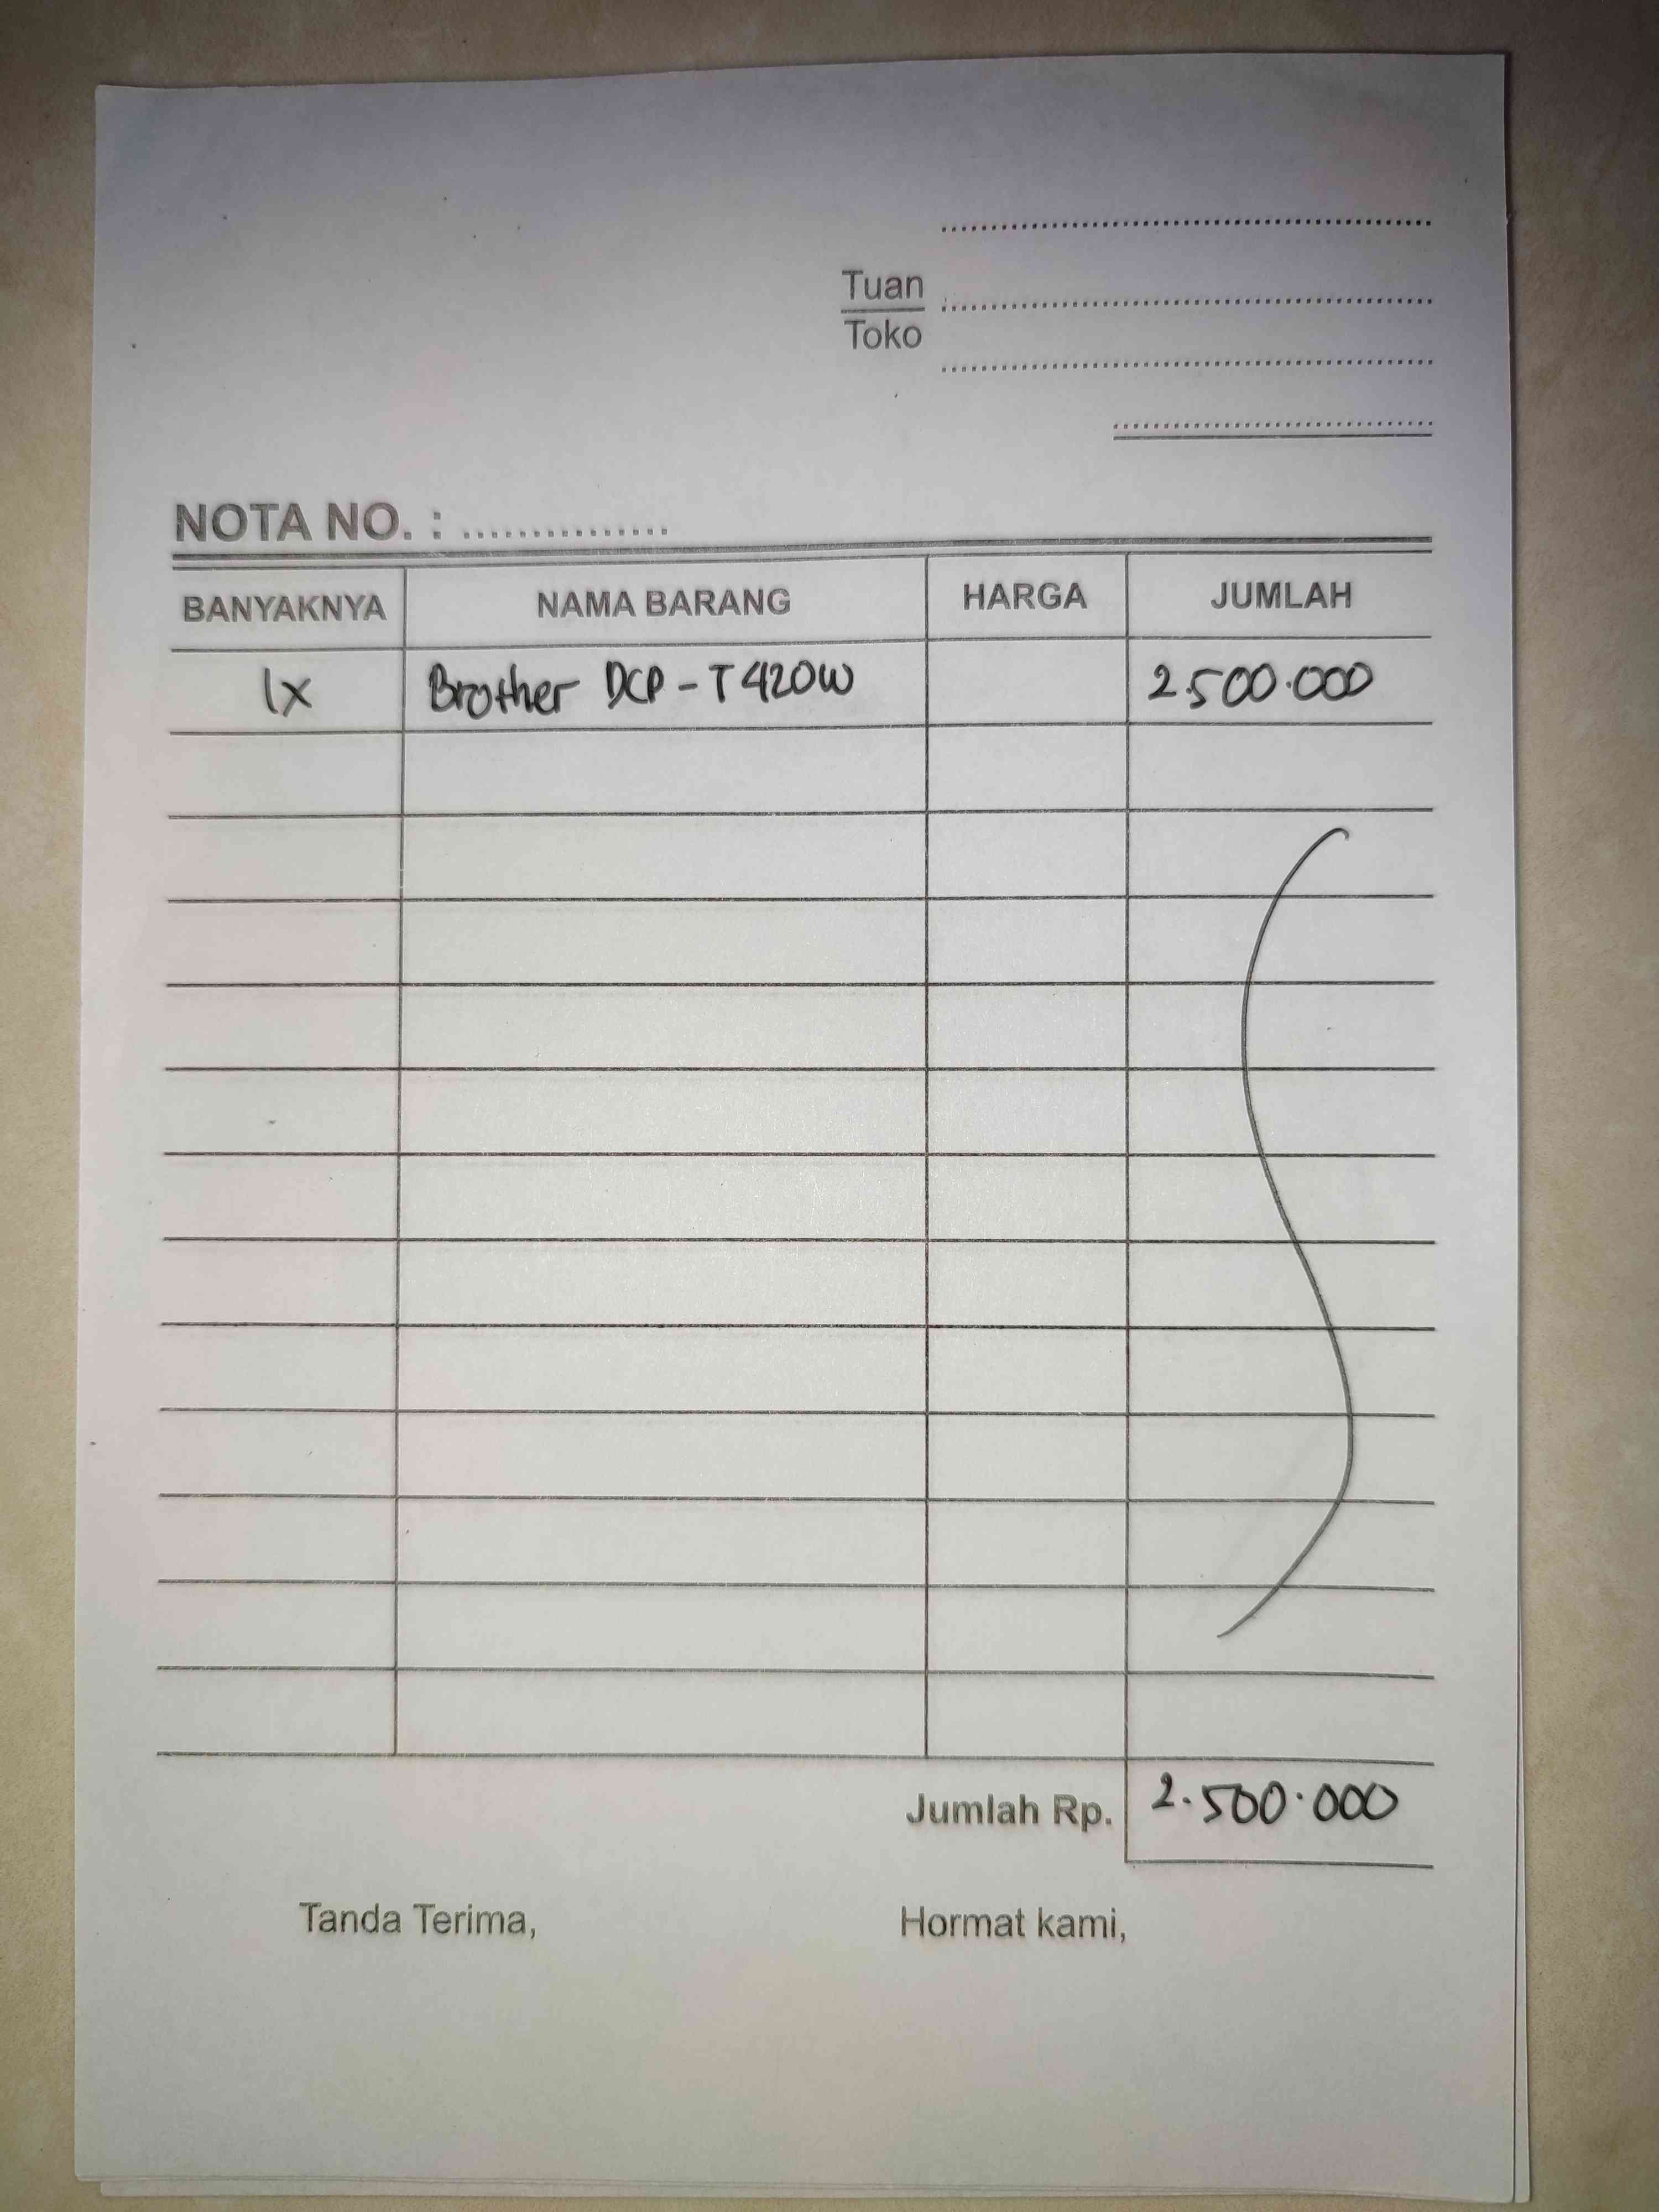 Tuan
Toko
NOTA NO. : ...............
BANYAKNYA NAMA BARANG HARGA JUMLAH
1x Brother DCP-T420W 2.500.000
Jumlah Rp. 2.500.000
Tanda Terima, Hormat kami,